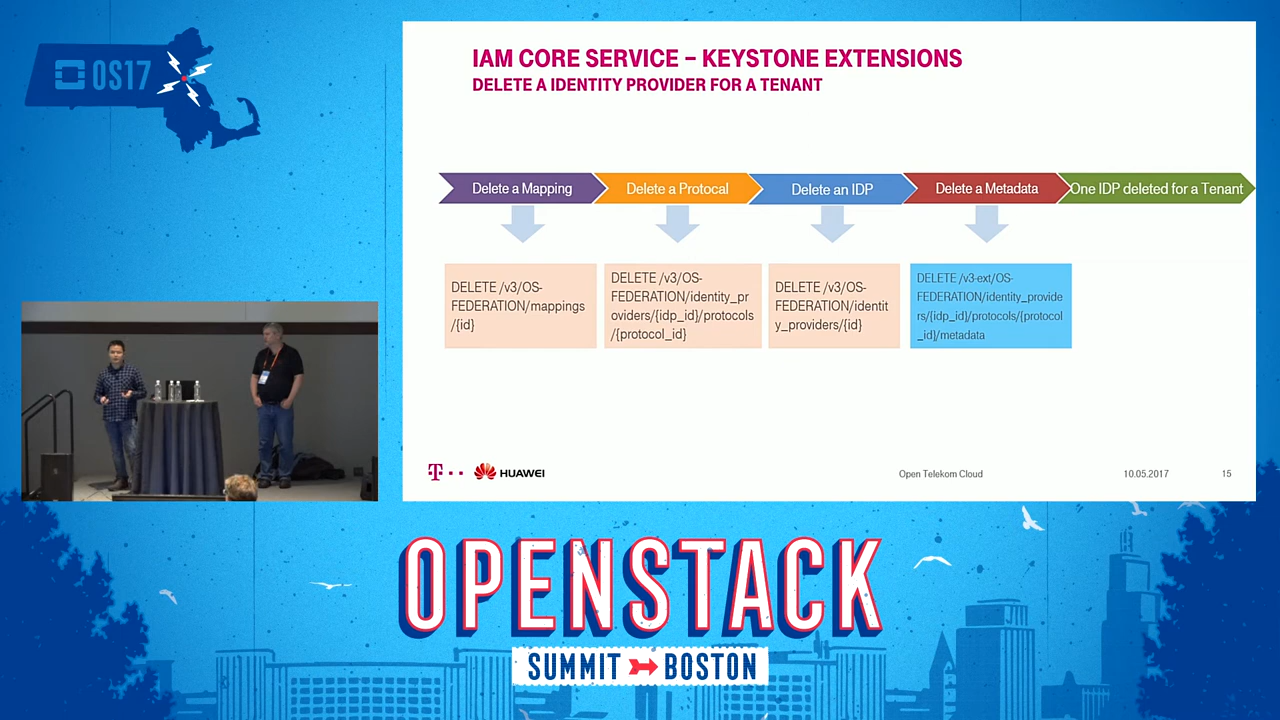 OS17
IAM CORE SERVICE – KEYSTONE EXTENSIONS
DELETE A IDENTITY PROVIDER FOR A TENANT
Delete a Mapping
Delete a Protocal
Delete an IDP
Delete a Metadata
One IDP deleted for a Tenant
DELETE /v3/OS-
FEDERATION/mappings
/{id}
DELETE /v3/OS-
FEDERATION/identity_pr
oviders/{idp_id}/protocols
/{protocol_id}
DELETE /v3/OS-
FEDERATION/identit
y_providers/{id}
DELETE /v3-ext/OS-
FEDERATION/identity_provide
rs/{idp_id}/protocols/{protocol
_id}/metadata
T
HUAWEI
Open Telekom Cloud
10.05.2017
15
OPENSTACK
SUMMIT BOSTON